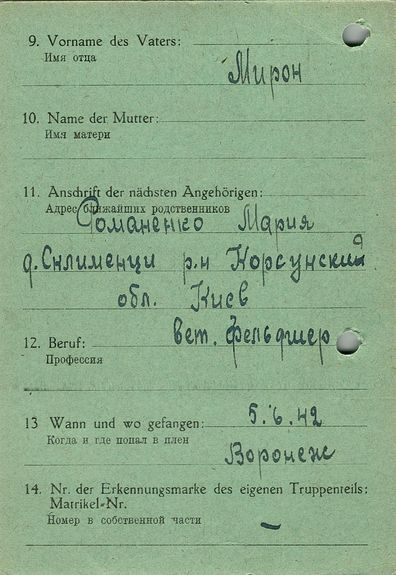 9. Vorname des Vaters:
Имя отца
Мирон
10. Name der Mutter:
Имя матери
11. Anschrift der nächsten Angehörigen:
Адрес ближайших родственников
Романенко Мария
д. р-н Корсунский
обл. Киев
12. Beruf: вет. фельдшер
Профессия
13 Wann und wo gefangen: 5.6.42
Когда и где попал в плен
Воронеж
14. Nr. der Erkennungsmarke des eigenen Truppenteils:
Matrikel-Nr.
Номер в собственной части
–